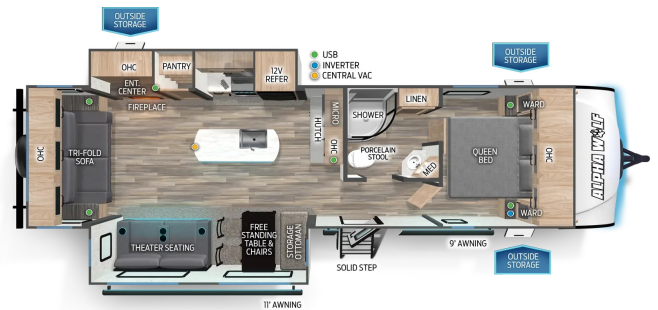 OUTSIDE
STORAGE
OUTSIDE
STORAGE
USB
INVERTER
CENTRAL VAC
OHC
PANTRY
12V
REFER
ENT.
CENTER
FIREPLACE
OHC
TRI-FOLD
SOFA
HUTCH
MICRO
OHC
SHOWER
LINEN
PORCELAIN
STOOL
MED
QUEEN
BED
WARD
WARD
OHC
ALPHA WOLF
THEATER SEATING
FREE
STANDING
TABLE &
CHAIRS
STORAGE
OTTOMAN
SOLID STEP
9' AWNING
OUTSIDE
STORAGE
11' AWNING